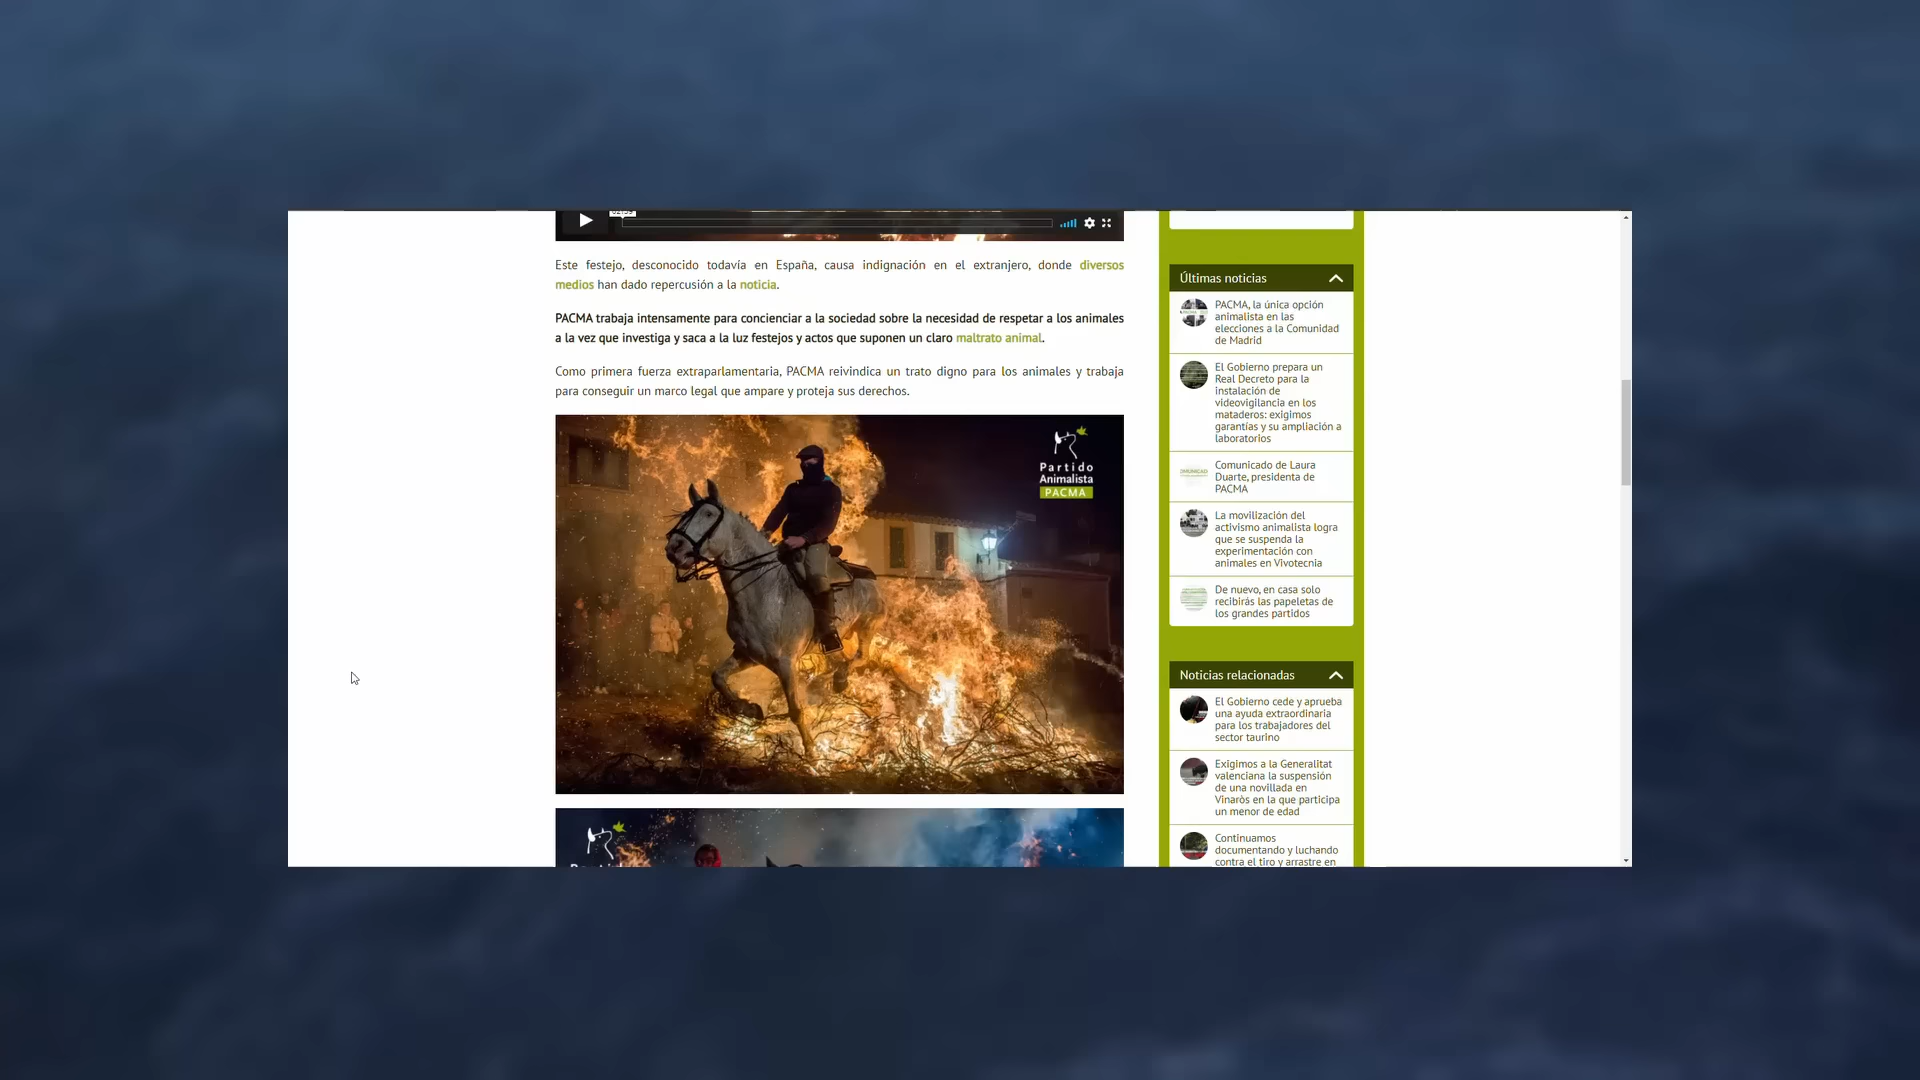 Este festejo, desconocido todavía en España, causa indignación en el extranjero, donde diversos
medios han dado repercusión a la noticia.
PACMA trabaja intensamente para concienciar a la sociedad sobre la necesidad de respetar a los animales
a la vez que investiga y saca a la luz festejos y actos que suponen un claro maltrato animal.
Como primera fuerza extraparlamentaria, PACMA reivindica un trato digno para los animales y trabaja
para conseguir un marco legal que ampare y proteja sus derechos.
Partido
Animalista
PACMA
Últimas noticias
PACMA, la única opción
animalista en las
elecciones a la Comunidad
de Madrid
El Gobierno prepara un
Real Decreto para la
instalación de
videovigilancia en los
mataderos: exigimos
garantías y su ampliación a
laboratorios
Comunicado de Laura
Duarte, presidenta de
PACMA
La movilización del
activismo animalista logra
que se suspenda la
experimentación con
animales en Vivotecnia
De nuevo, en casa solo
recibirás las papeletas de
los grandes partidos
Noticias relacionadas
El Gobierno cede y aprueba
una ayuda extraordinaria
para los trabajadores del
sector taurino
Exigimos a la Generalitat
valenciana la suspensión
de una novillada en
Vinaròs en la que participa
un menor de edad
Continuamos
documentando y luchando
contra el tiro y arrastre en